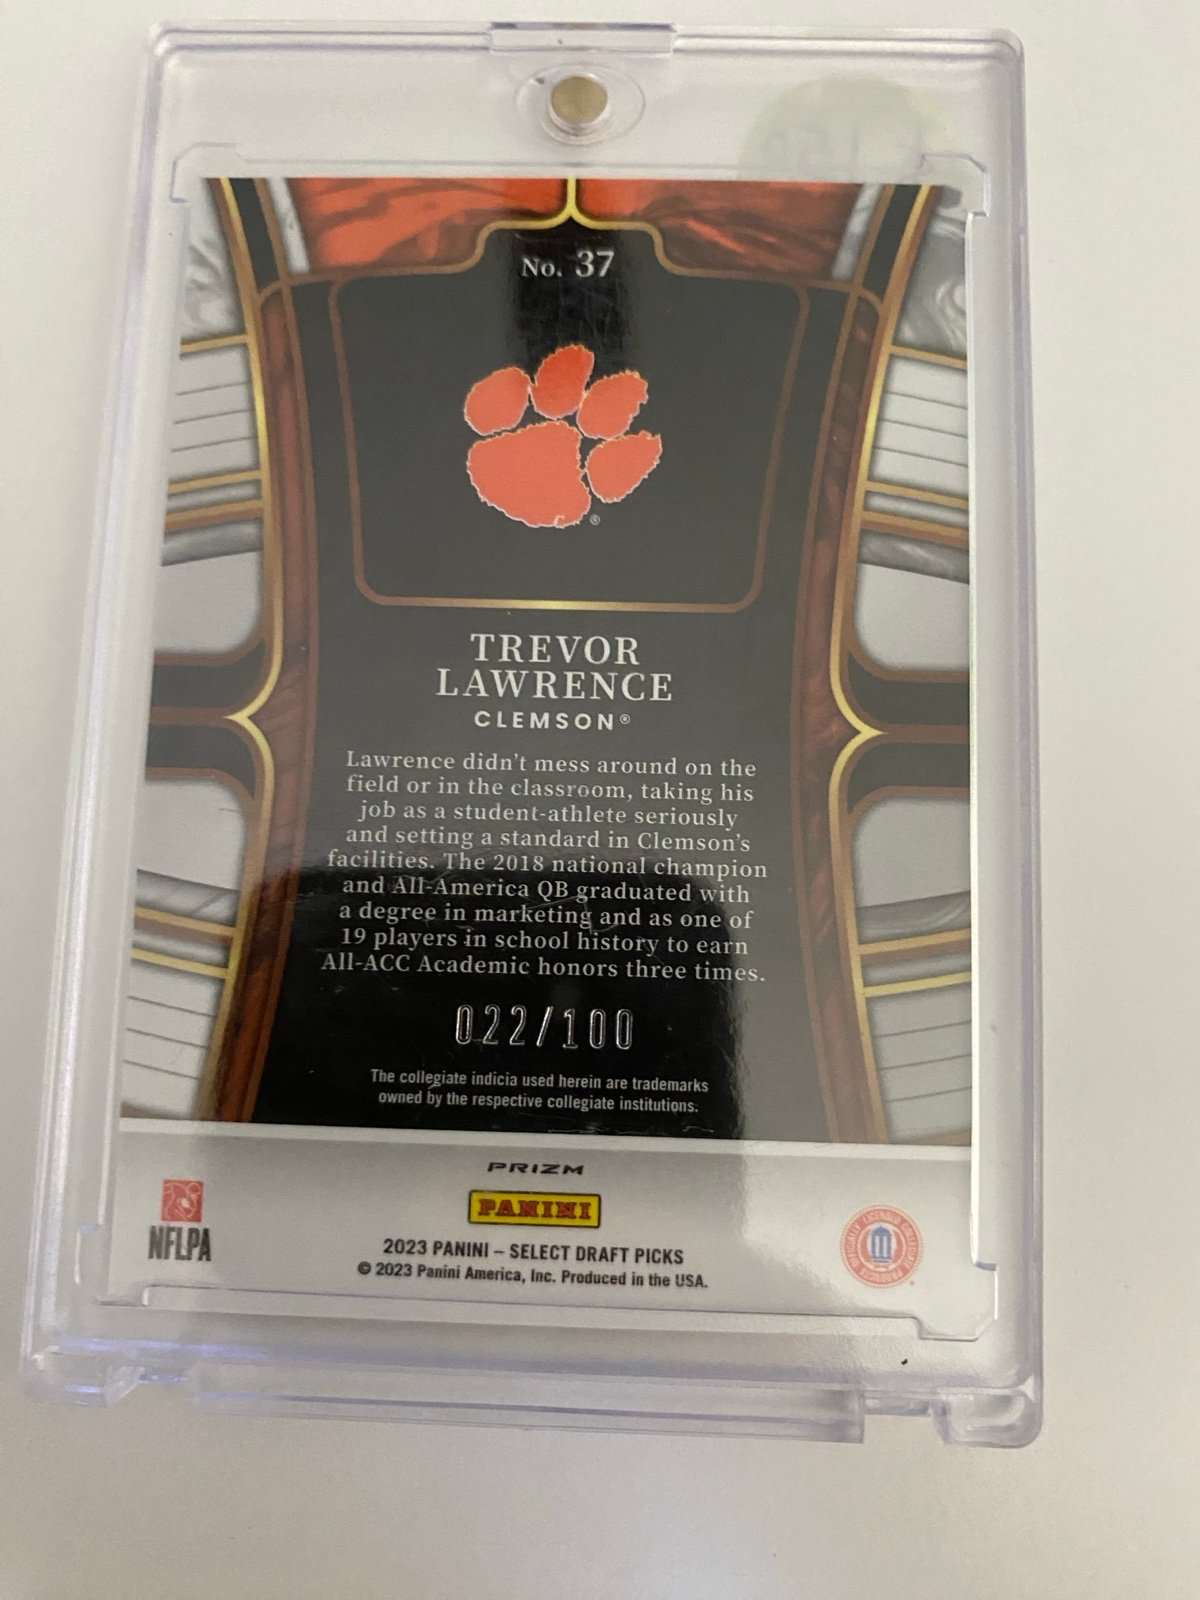 No. 37
®
TREVOR
LAWRENCE
CLEMSON®
Lawrence didn't mess around on the
field or in the classroom, taking his
job as a student-athlete seriously
and setting a standard in Clemson's
facilities. The 2018 national champion
and All-America QB graduated with
a degree in marketing and as one of
19 players in school history to earn
All-ACC Academic honors three times.
022/100
The collegiate indicia used herein are trademarks
owned by the respective collegiate institutions.
PRIZM
PANINI
NFLPA
2023 PANINI – SELECT DRAFT PICKS
© 2023 Panini America, Inc. Produced in the USA.
OFFICIALLY LICENSED COLLEGIATE PRODUCTS